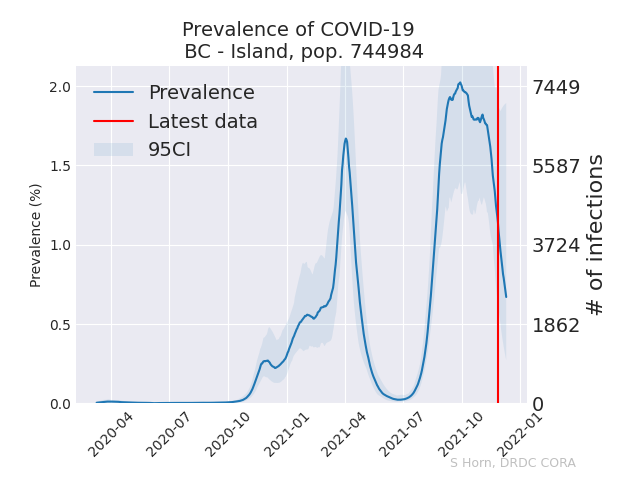 Prevalence of COVID-19
BC - Island, pop. 744984
Prevalence
Latest data
95CI
Prevalence (%)
2.0
1.5
1.0
0.5
0.0
7449
5587
3724
1862
0
# of infections
2020-04
2020-07
2020-10
2021-01
2021-04
2021-07
2021-10
2022-01
S Horn, DRDC CORA